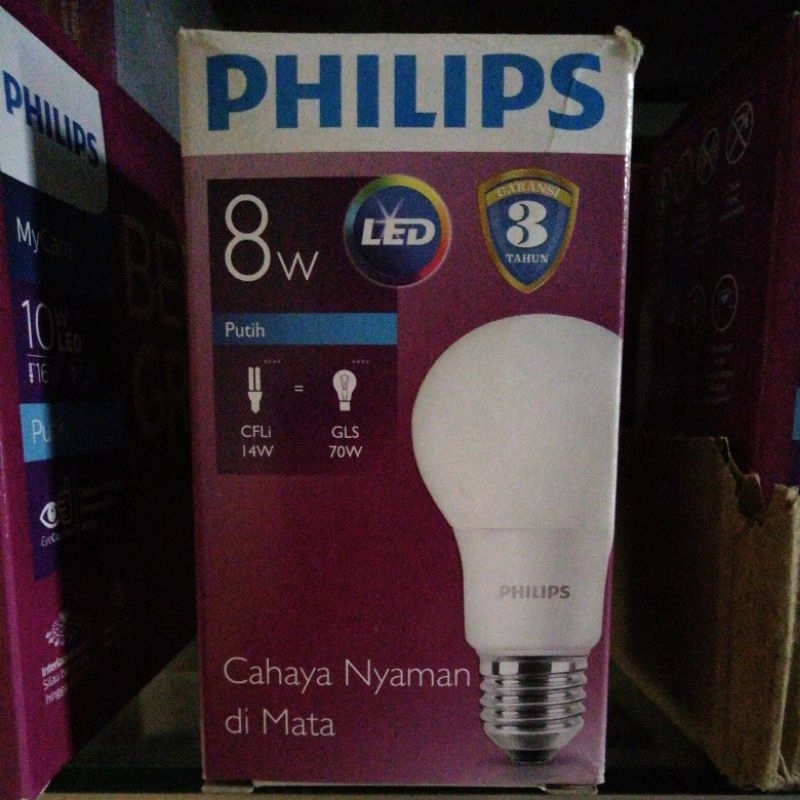 PHILIPS
8W
LED
GARANSI
3
TAHUN
Putih
=
CFLi
14W
GLS
70W
PHILIPS
Cahaya Nyaman
di Mata
PHILIPS
MyCare
10W
LED